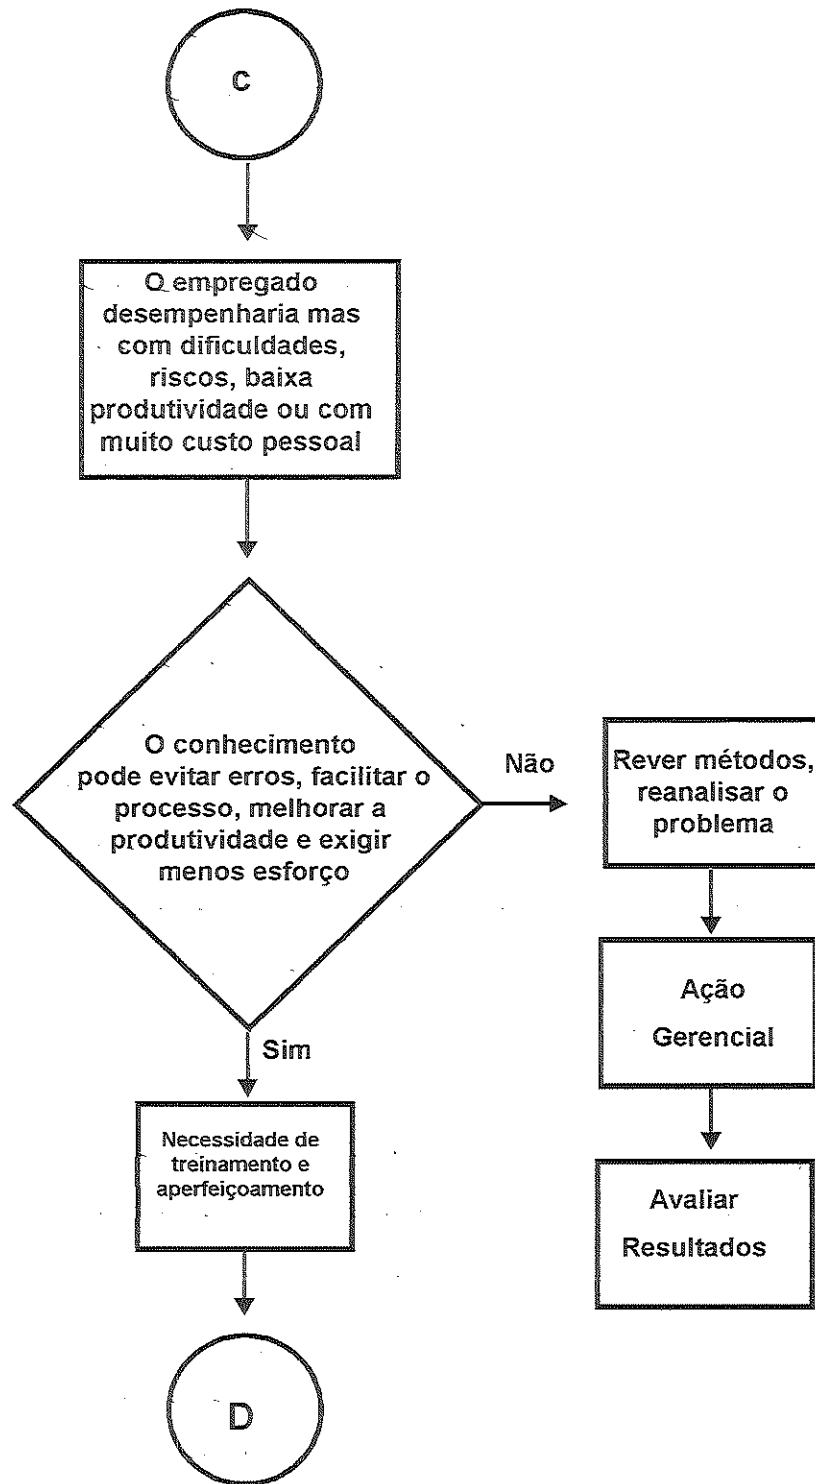 C
O empregado
desempenharia mas
com dificuldades,
riscos, baixa
produtividade ou com
muito custo pessoal
O conhecimento
pode evitar erros, facilitar o
processo, melhorar a
produtividade e exigir
menos esforço
Não
Rever métodos,
reanalisar o
problema
Ação
Gerencial
Avaliar
Resultados
Sim
Necessidade de
treinamento e
aperfeiçoamento
D